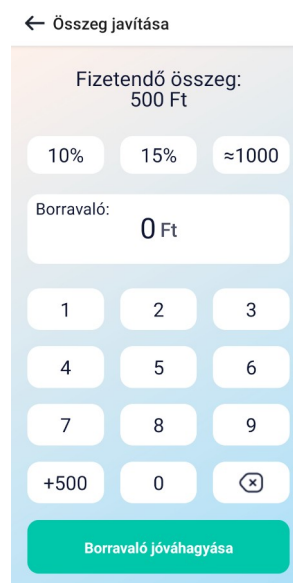 Összeg javítása
Fizetendő összeg:
500 Ft
10% 15% ≈1000
Borravaló:
0 Ft
1 2 3
4 5 6
7 8 9
+500 0
Borravaló jóváhagyása